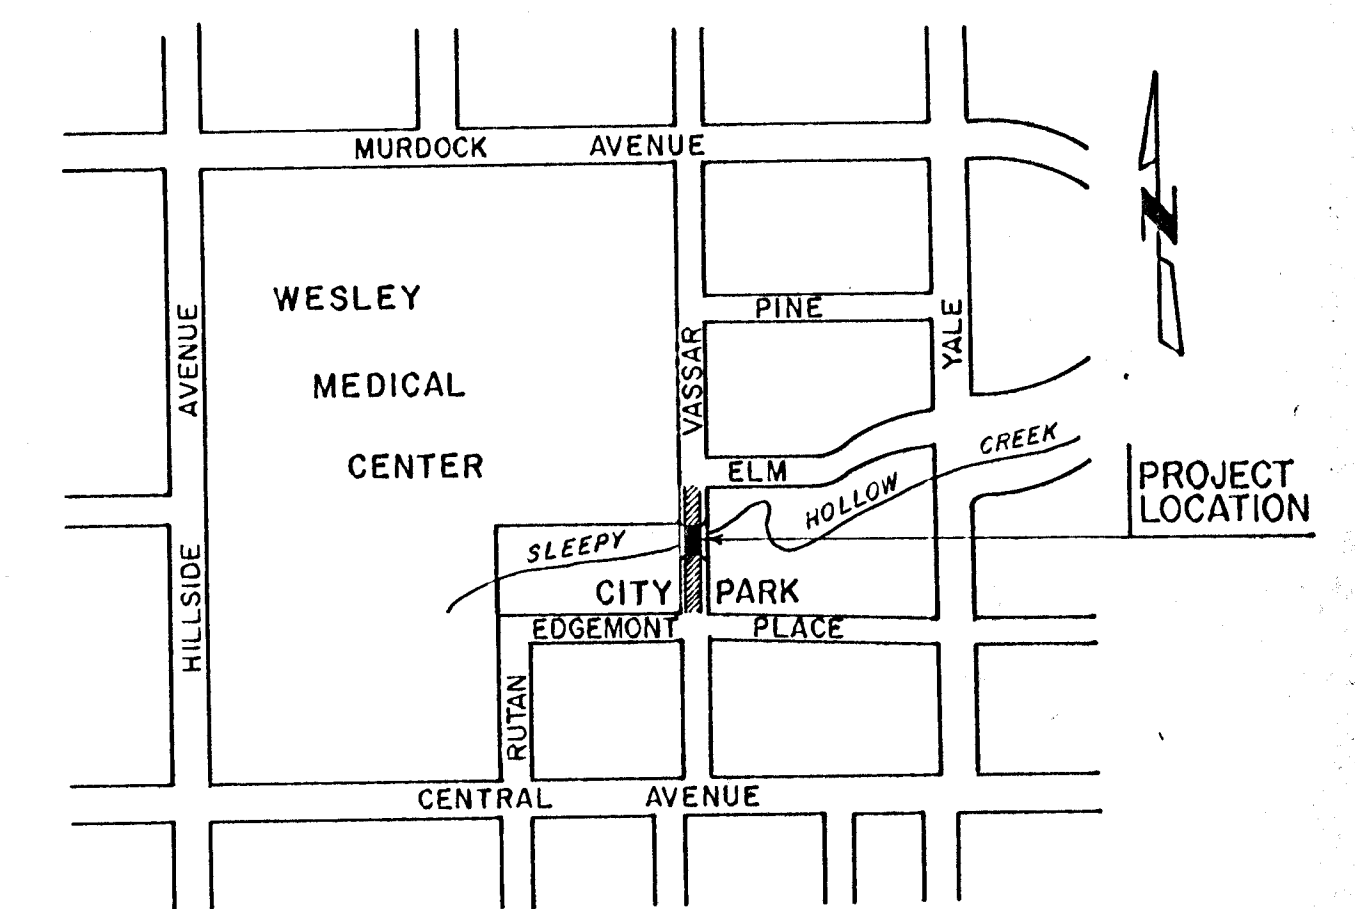 MURDOCK AVENUE
N
WESLEY
MEDICAL
CENTER
AVENUE
HILLSIDE
PINE
VASSAR
YALE
ELM
SLEEPY HOLLOW CREEK
PROJECT
LOCATION
CITY PARK
EDGEMONT PLACE
RUTAN
CENTRAL AVENUE